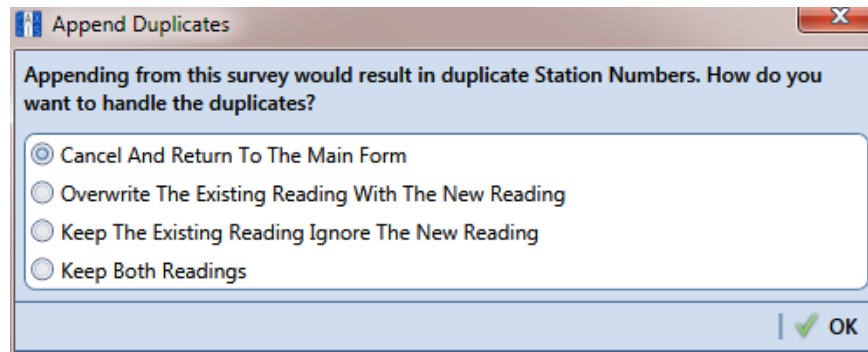 Append Duplicates
x
Appending from this survey would result in duplicate Station Numbers. How do you
want to handle the duplicates?
Cancel And Return To The Main Form
Overwrite The Existing Reading With The New Reading
Keep The Existing Reading Ignore The New Reading
Keep Both Readings
OK